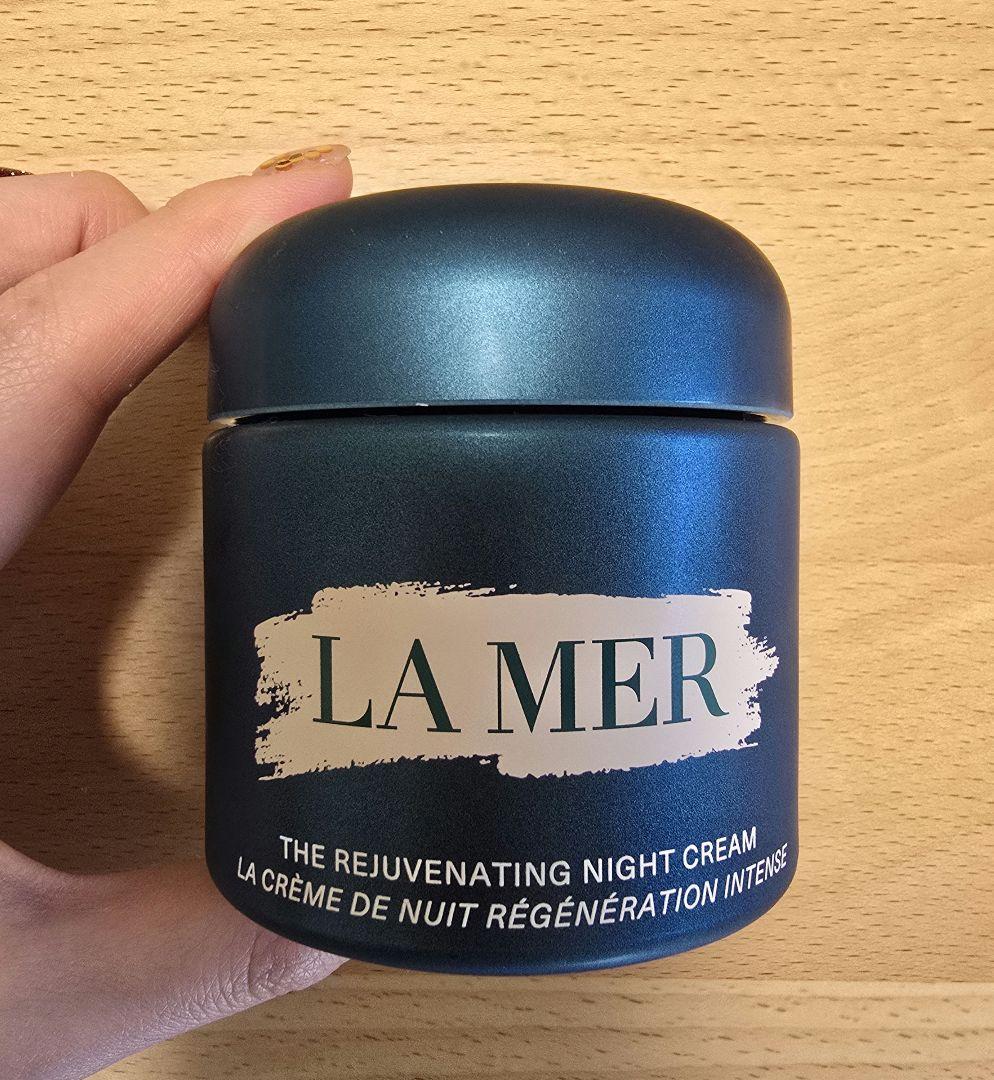 LA MER
THE REJUVENATING NIGHT CREAM
LA CRÈME DE NUIT RÉGÉNÉRATION INTENSE